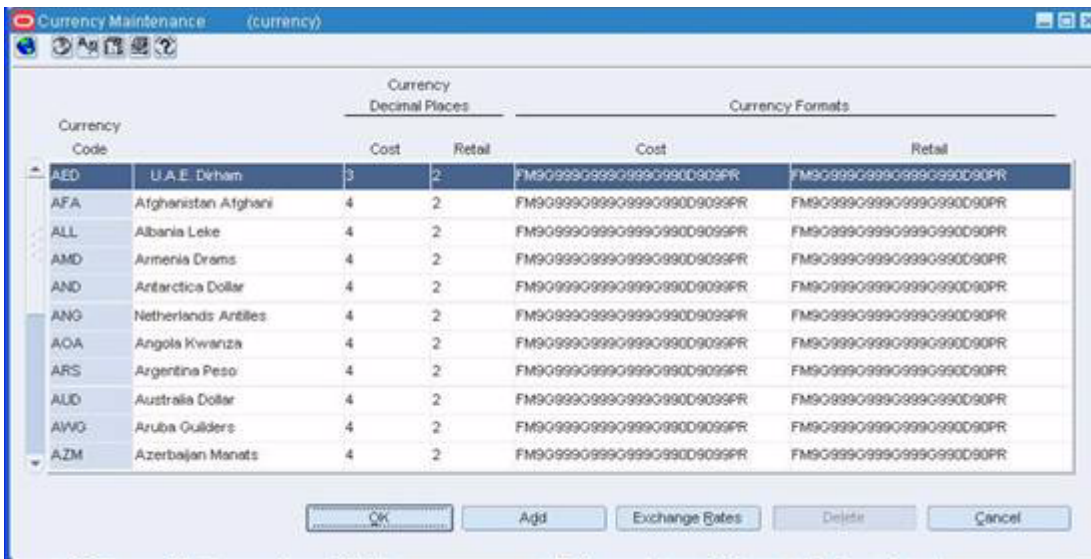 Currency Maintenance (currency)
Currency
Decimal Places
Currency Formats
Currency
Code
Cost Retail Cost Retail
AED U.A.E. Dirham 3 2 FM9G999G999G999G990D909PR FM9G999G999G999G990D90PR
AFA Afghanistan Afghani 4 2 FM9G999G999G999G990D9099PR FM9G999G999G999G990D90PR
ALL Albania Leke 4 2 FM9G999G999G999G990D9099PR FM9G999G999G999G990D90PR
AMD Armenia Drams 4 2 FM9G999G999G999G990D9099PR FM9G999G999G999G990D90PR
AND Antarctica Dollar 4 2 FM9G999G999G999G990D9099PR FM9G999G999G999G990D90PR
ANG Netherlands Antilles 4 2 FM9G999G999G999G990D9099PR FM9G999G999G999G990D90PR
AOA Angola Kwanza 4 2 FM9G999G999G999G990D9099PR FM9G999G999G999G990D90PR
ARS Argentina Peso 4 2 FM9G999G999G999G990D9099PR FM9G999G999G999G990D90PR
AUD Australia Dollar 4 2 FM9G999G999G999G990D9099PR FM9G999G999G999G990D90PR
AWG Aruba Guilders 4 2 FM9G999G999G999G990D9099PR FM9G999G999G999G990D90PR
AZM Azerbaijan Manats 4 2 FM9G999G999G999G990D9099PR FM9G999G999G999G990D90PR
OK Add Exchange Rates Delete Cancel